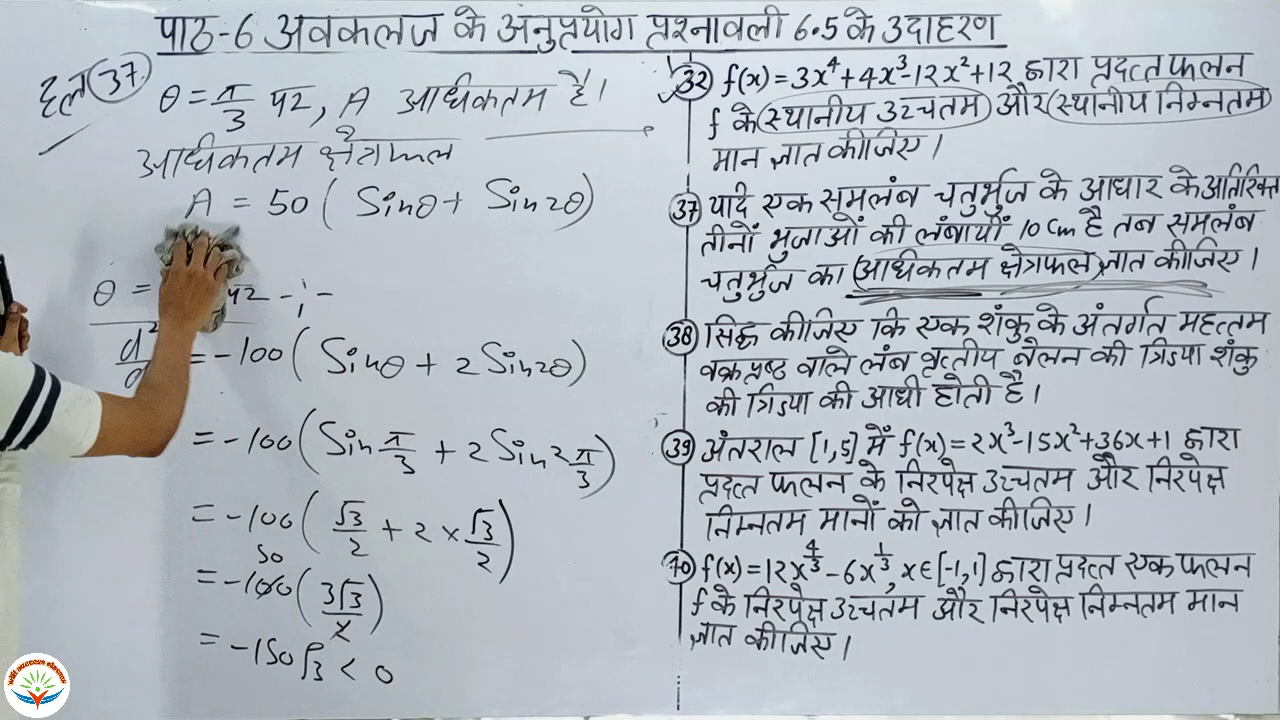 पाठ-6 अवकलज के अनुप्रयोग प्रश्नावली 6.5 के उदाहरण
हल 37.
θ = π/3 पर, A अधिकतम है।
अधिकतम क्षेत्रफल
A = 50 ( Sinθ + Sin2θ)
θ = पर -:-
= -100 ( Sinθ + 2 Sin2θ)
= -100 ( Sin π/3 + 2 Sin 2π/3 )
= -100 ( √3/2 + 2 × √3/2 )
50
= -100 ( 3√3/2 )
= -150√3 < 0
32 f(x) = 3x⁴+4x³-12x²+12 द्वारा प्रदत्त फलन
f के स्थानीय उच्चतम और स्थानीय निम्नतम
मान ज्ञात कीजिए।
37 यदि एक समलंब चतुर्भुज के आधार के अतिरिक्त
तीनों भुजाओं की लंबायीं 10 cm है तब समलंब
चतुर्भुज का (अधिकतम क्षेत्रफल) ज्ञात कीजिए।
38 सिद्ध कीजिए कि एक शंकु के अंतर्गत महत्तम
वक्रपृष्ठ वाले लंब वृत्तीय बेलन की त्रिज्या शंकु
की त्रिज्या की आधी होती है।
39 अंतराल [1,5] में f(x) = 2x³-15x²+36x+1 द्वारा
प्रदत्त फलन के निरपेक्ष उच्चतम और निरपेक्ष
निम्नतम मानों को ज्ञात कीजिए।
40 f(x) = 12x^4/3 - 6x^1/3, x∈[-1,1] द्वारा प्रदत्त एक फलन
f के निरपेक्ष उच्चतम और निरपेक्ष निम्नतम मान
ज्ञात कीजिए।